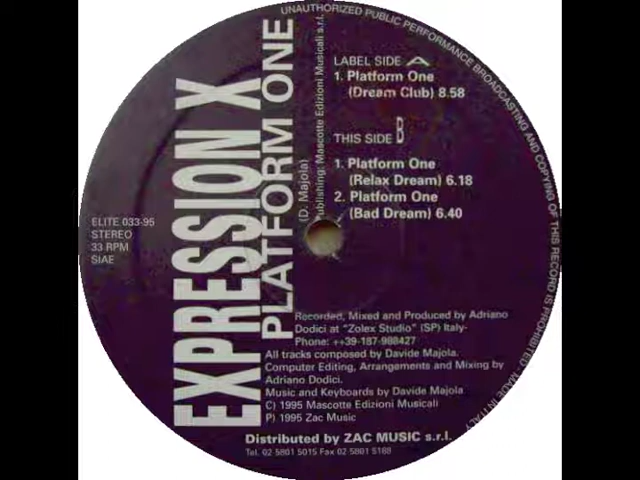 UNAUTHORIZED PUBLIC PERFORMANCE BROADCASTING AND COPYING OF THIS RECORD IS PROHIBITED. MADE IN ITALY
EXPRESSION X
PLATFORM ONE
(D. Majola)
Publishing: Mascotte Edizioni Musicali s.r.l.
LABEL SIDE A
1. Platform One
(Dream Club) 8.58
THIS SIDE B
1. Platform One
(Relax Dream) 6.18
2. Platform One
(Bad Dream) 6.40
ELITE 033-95
STEREO
33 RPM
SIAE
Recorded, Mixed and Produced by Adriano
Dodici at "Zolex Studio" (SP) Italy-
Phone: ++39-187-988427
All tracks composed by Davide Majola.
Computer Editing, Arrangements and Mixing by
Adriano Dodici.
Music and Keyboards by Davide Majola
C) 1995 Mascotte Edizioni Musicali
P) 1995 Zac Music
Distributed by ZAC MUSIC s.r.l.
Tel. 02 5801 5015 Fax 02 5801 5168